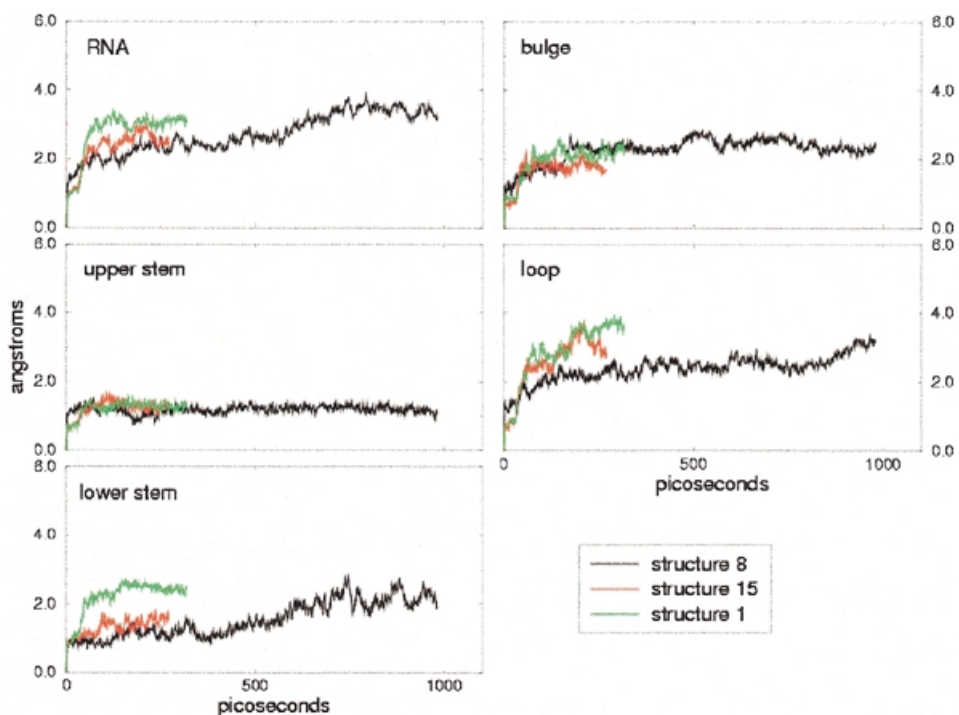 6.0
RNA
4.0
2.0
0.0
bulge
6.0
4.0
2.0
0.0
6.0
upper stem
4.0
2.0
0.0
loop
6.0
4.0
2.0
0.0
0
500
1000
picoseconds
angstroms
6.0
lower stem
4.0
2.0
0.0
0
500
1000
picoseconds
structure 8
structure 15
structure 1